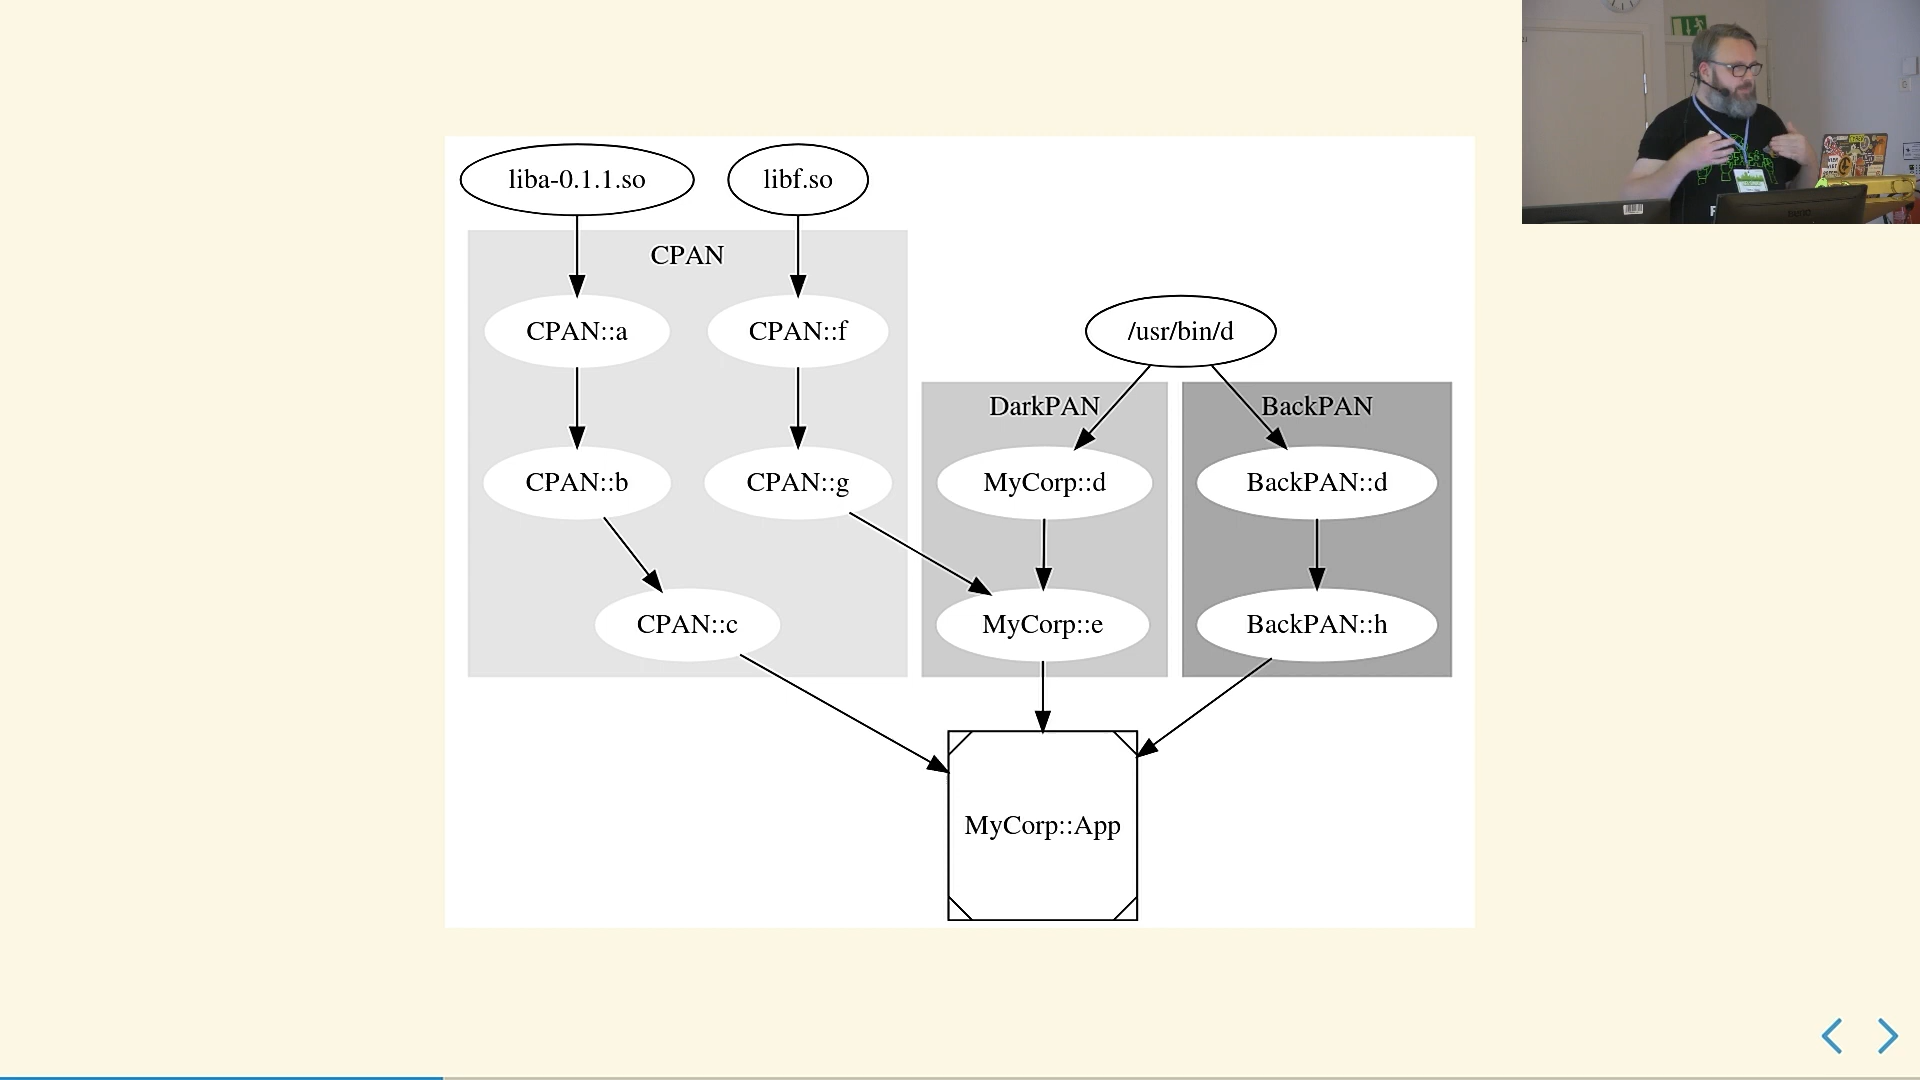 liba-0.1.1.so
libf.so
CPAN
CPAN::a
CPAN::f
/usr/bin/d
DarkPAN
BackPAN
CPAN::b
CPAN::g
MyCorp::d
BackPAN::d
CPAN::c
MyCorp::e
BackPAN::h
MyCorp::App